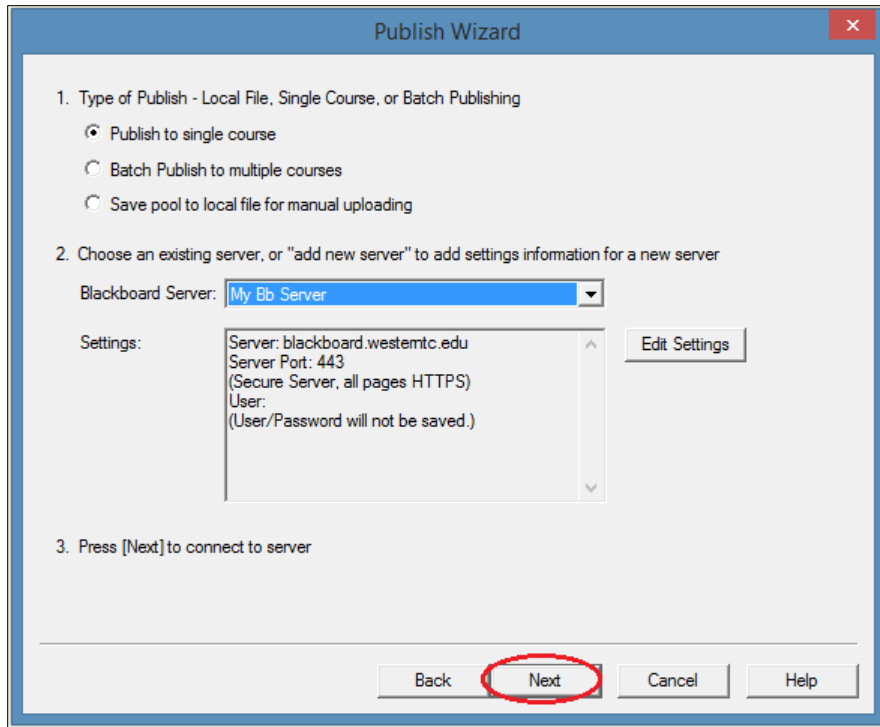 Publish Wizard
1. Type of Publish - Local File, Single Course, or Batch Publishing
Publish to single course
Batch Publish to multiple courses
Save pool to local file for manual uploading
2. Choose an existing server, or "add new server" to add settings information for a new server
Blackboard Server: My Bb Server
Settings: Server: blackboard.westerntc.edu Edit Settings
Server Port: 443
(Secure Server, all pages HTTPS)
User:
(User/Password will not be saved.)
3. Press [Next] to connect to server
Back Next Cancel Help